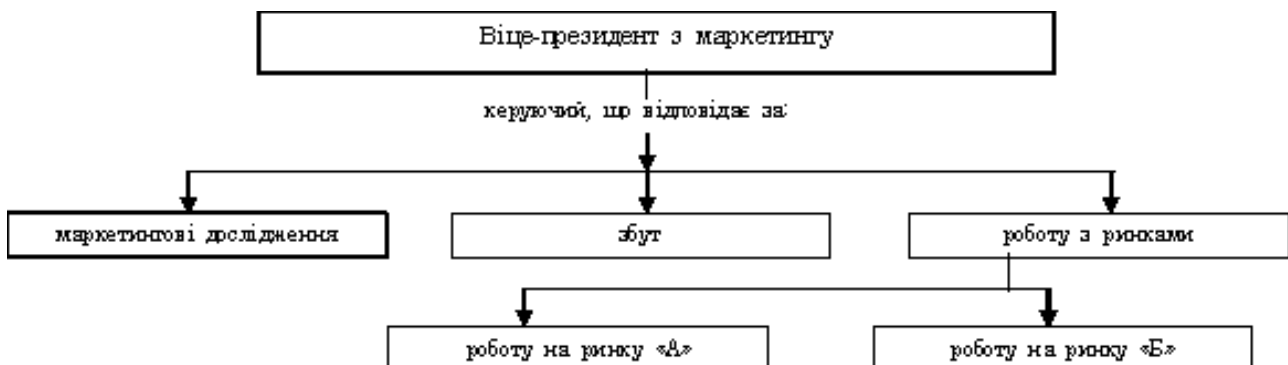 Віце-президент з маркетингу
керуючий, що відповідає за:
маркетингові дослідження
збут
роботу з ринками
роботу на ринку «А»
роботу на ринку «Б»